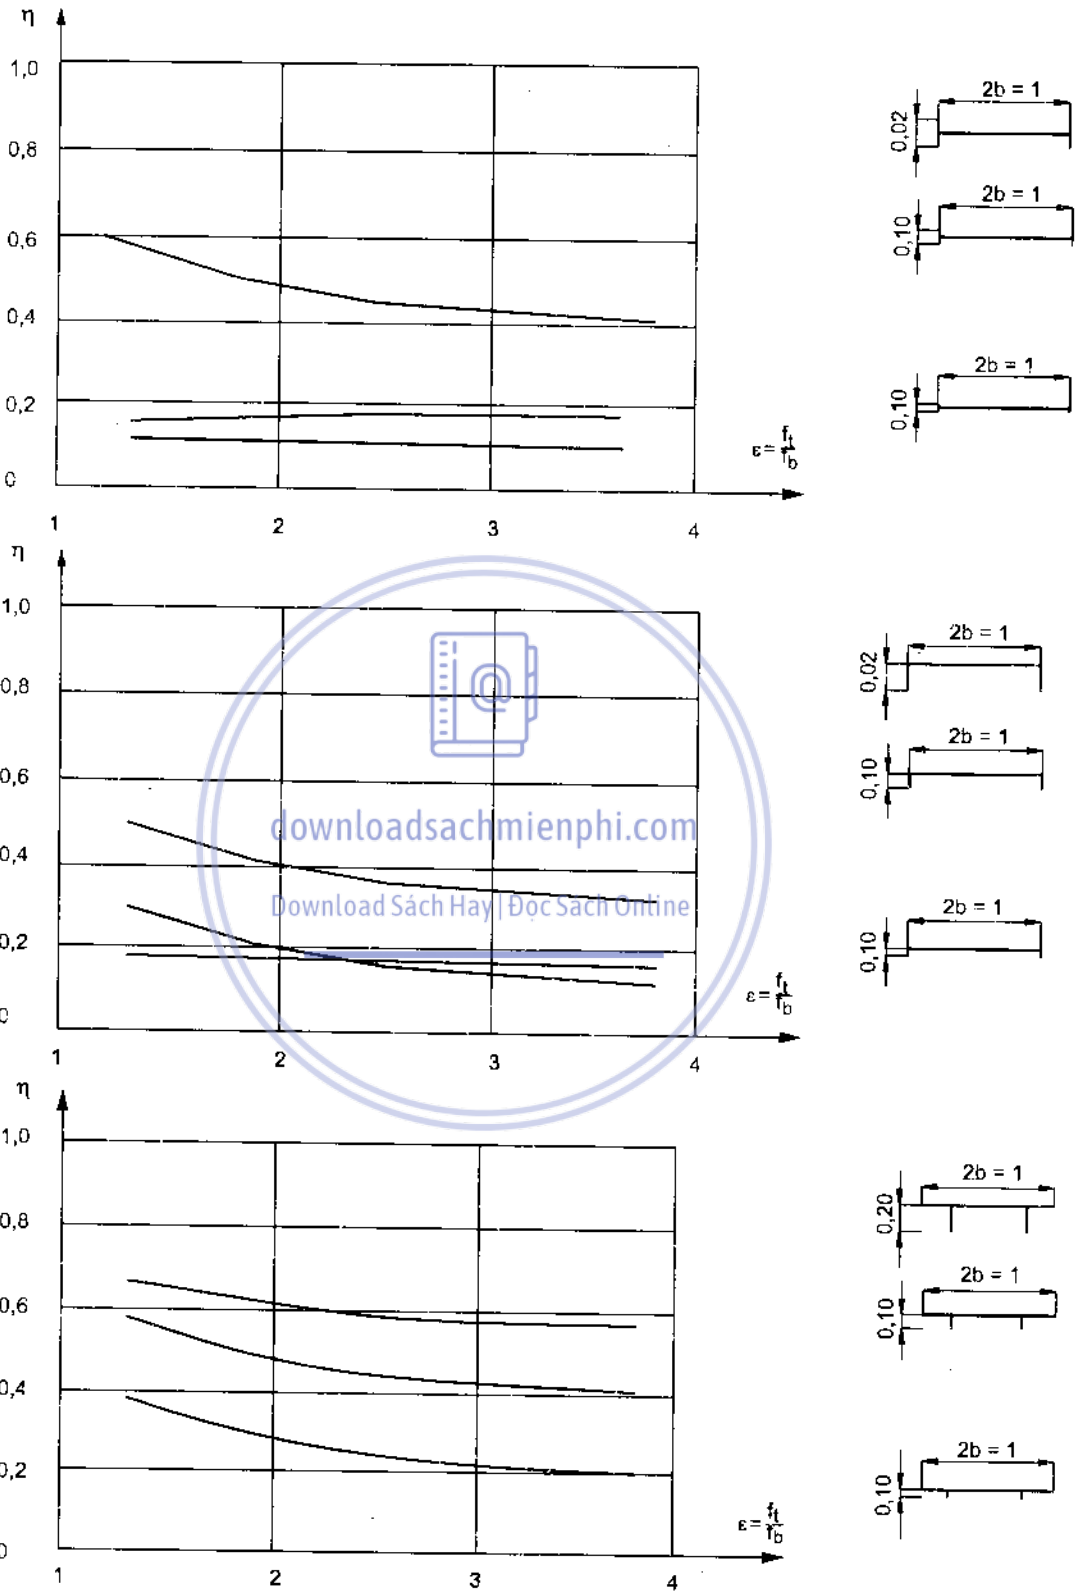 η
1,0
0,8
0,6
0,4
0,2
0
1
2
3
4
ε = ft/fb
2b = 1
0,02
2b = 1
0,10
2b = 1
0,10
η
1,0
0,8
0,6
0,4
0,2
0
1
2
3
4
ε = ft/fb
2b = 1
0,02
2b = 1
0,10
2b = 1
0,10
@
downloadsachmienphi.com
Download Sách Hay | Đọc Sách Online
η
1,0
0,8
0,6
0,4
0,2
0
1
2
3
4
ε = ft/fb
2b = 1
0,20
2b = 1
0,10
2b = 1
0,10